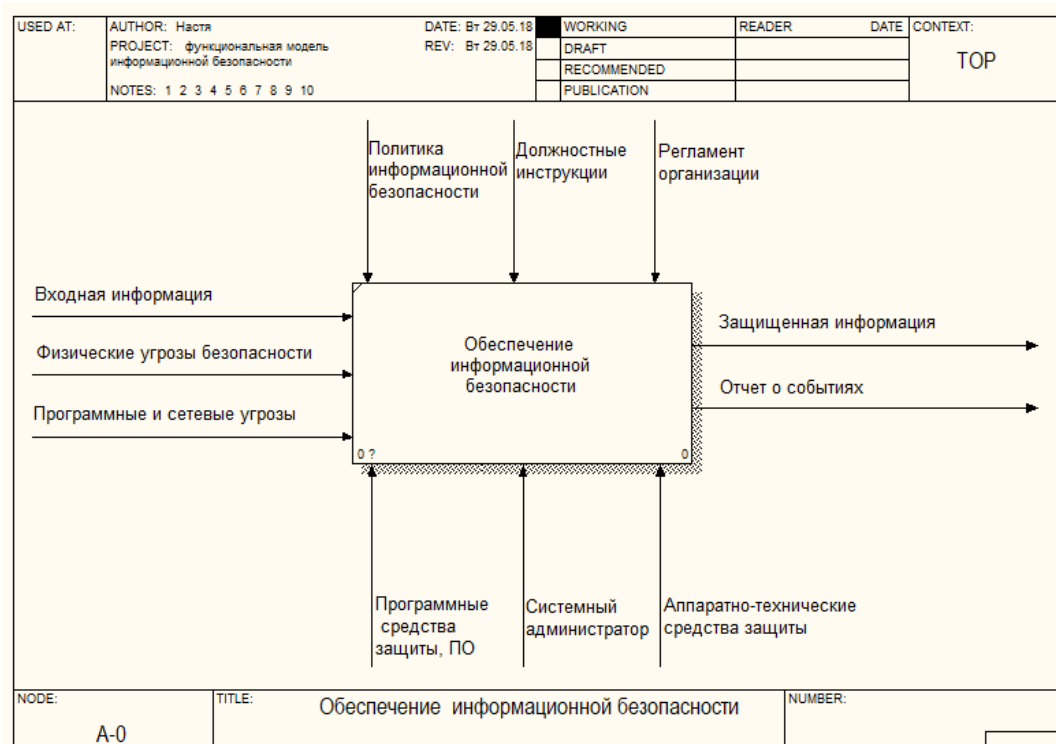 USED AT:
AUTHOR: Настя
DATE: Вт 29.05.18
PROJECT: функциональная модель
информационной безопасности
REV: Вт 29.05.18
NOTES: 1 2 3 4 5 6 7 8 9 10
WORKING
DRAFT
RECOMMENDED
PUBLICATION
READER
DATE
CONTEXT:
TOP
Политика
информационной
безопасности
Должностные
инструкции
Регламент
организации
Входная информация
Физические угрозы безопасности
Программные и сетевые угрозы
Обеспечение
информационной
безопасности
0 ?
0
Защищенная информация
Отчет о событиях
Программные
средства
защиты, ПО
Системный
администратор
Аппаратно-технические
средства защиты
NODE:
A-0
TITLE:
Обеспечение информационной безопасности
NUMBER: